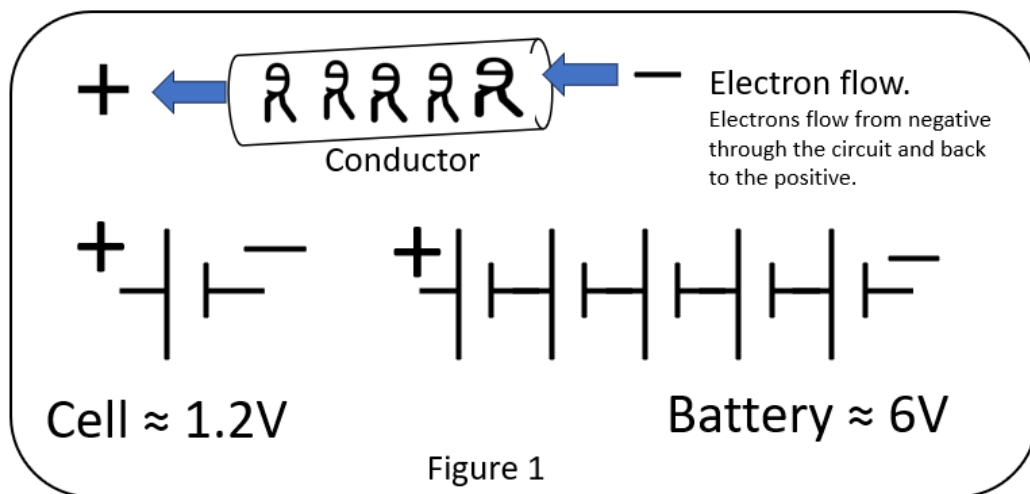 + − Electron flow.
Electrons flow from negative
through the circuit and back
to the positive.
Conductor
+ − + −
Cell ≈ 1.2V Battery ≈ 6V
Figure 1